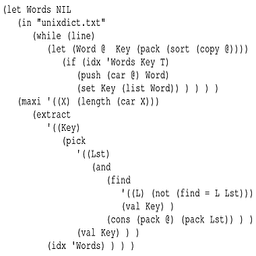 (let Words NIL
(in "unixdict.txt"
(while (line)
(let (Word @ Key (pack (sort (copy @))))
(if (idx 'Words Key T)
(push (car @) Word)
(set Key (list Word)) ) ) ) )
(maxi '((X) (length (car X)))
(extract
'((Key)
(pick
'((Lst)
(and
(find
'((L) (not (find = L Lst)))
(val Key) )
(cons (pack @) (pack Lst)) ) )
(val Key) ) )
(idx 'Words) ) ) )